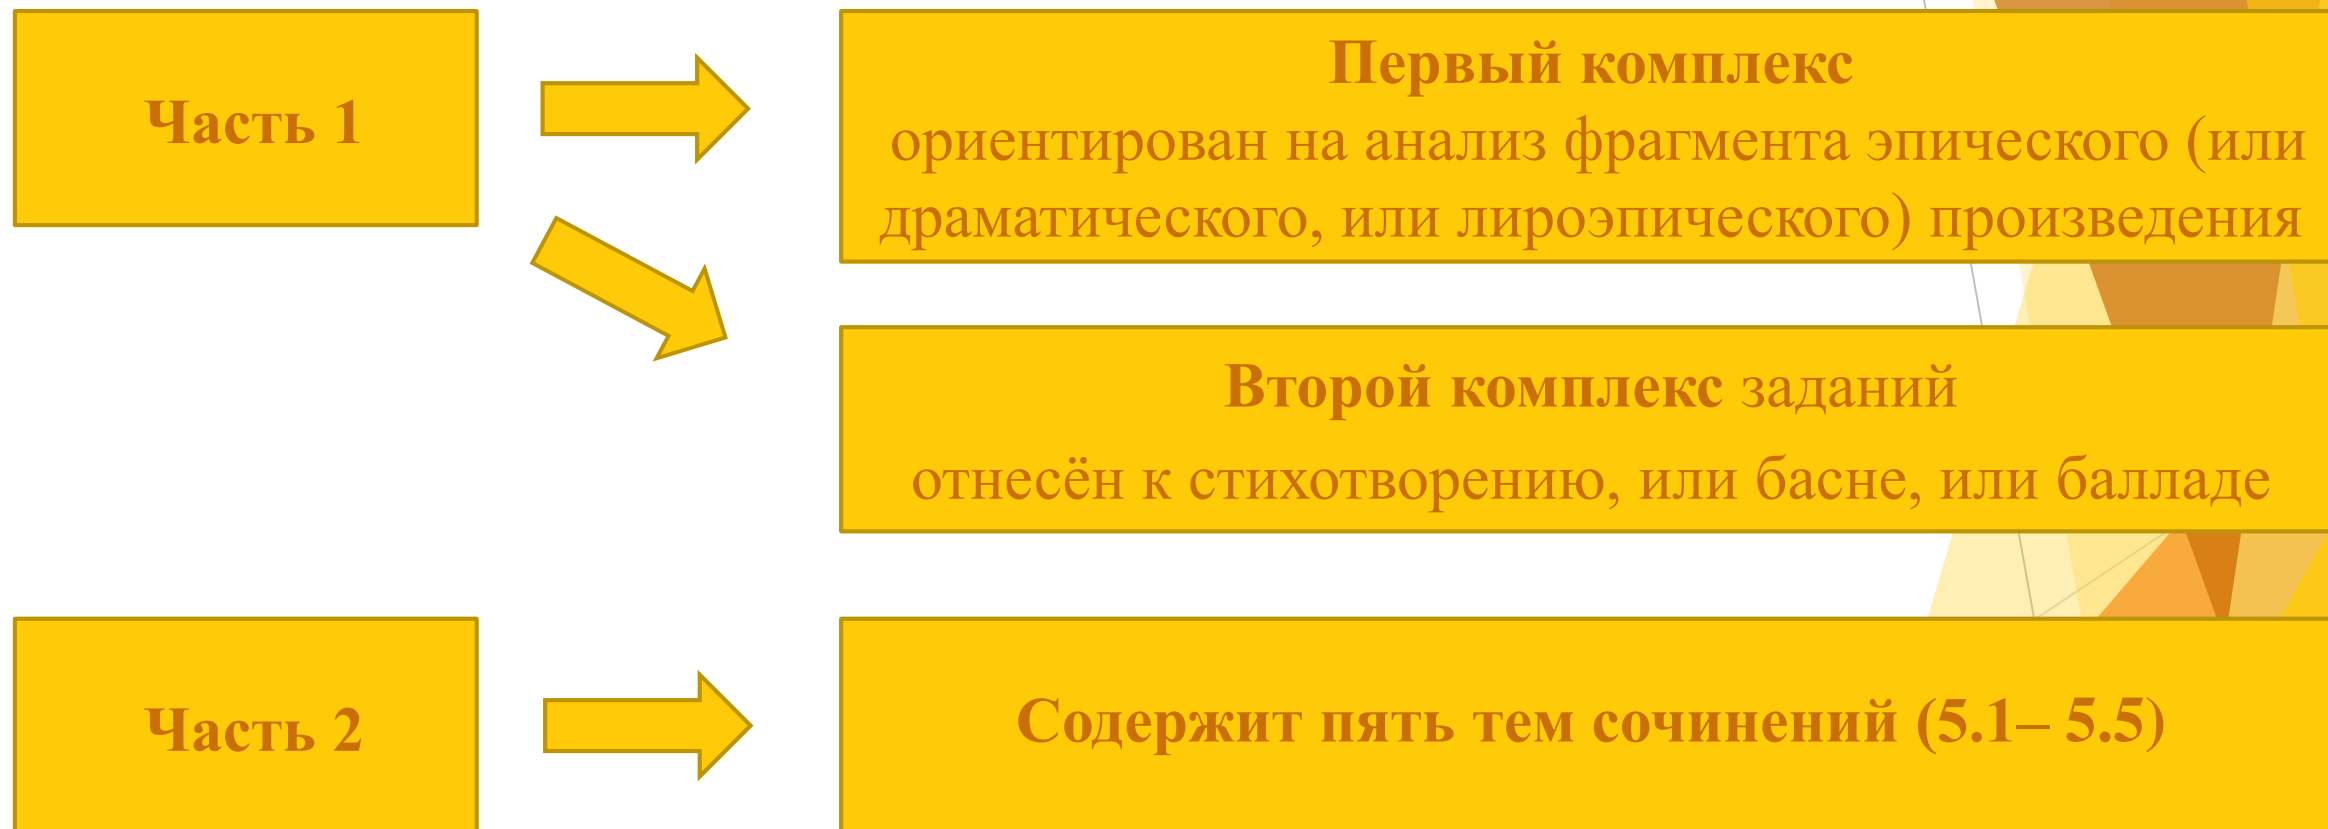 Часть 1
Первый комплекс
ориентирован на анализ фрагмента эпического (или
драматического, или лироэпического) произведения
Второй комплекс заданий
отнесён к стихотворению, или басне, или балладе
Часть 2
Содержит пять тем сочинений (5.1– 5.5)